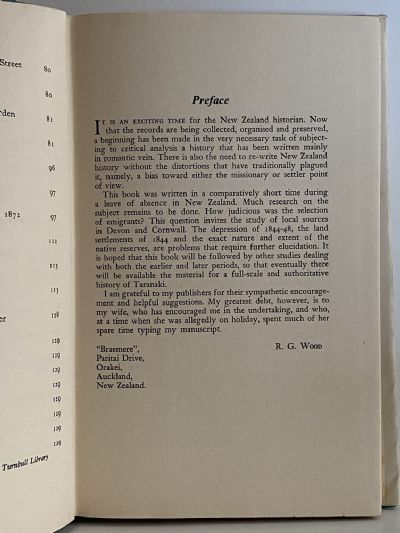 Street 80
80
rden 81
81
96
97
1872 97
112
113
113
er 128
129
129
129
129
129
129
129
Turnbull Library
Preface
IT IS AN EXCITING TIME for the New Zealand historian. Now
that the records are being collected, organised and preserved,
a beginning has been made in the very necessary task of subject-
ing to critical analysis a history that has been written mainly
in romantic vein. There is also the need to re-write New Zealand
history without the distortions that have traditionally plagued
it, namely, a bias toward either the missionary or settler point
of view.
This book was written in a comparatively short time during
a leave of absence in New Zealand. Much research on the
subject remains to be done. How judicious was the selection
of emigrants? This question invites the study of local sources
in Devon and Cornwall. The depression of 1844-48, the land
settlements of 1844 and the exact nature and extent of the
native reserves, are problems that require further elucidation. It
is hoped that this book will be followed by other studies dealing
with both the earlier and later periods, so that eventually there
will be available the material for a full-scale and authoritative
history of Taranaki.
I am grateful to my publishers for their sympathetic encourage-
ment and helpful suggestions. My greatest debt, however, is to
my wife, who has encouraged me in the undertaking, and who,
at a time when she was allegedly on holiday, spent much of her
spare time typing my manuscript.
R. G. WOOD
"Braemere",
Paritai Drive,
Orakei,
Auckland,
New Zealand.